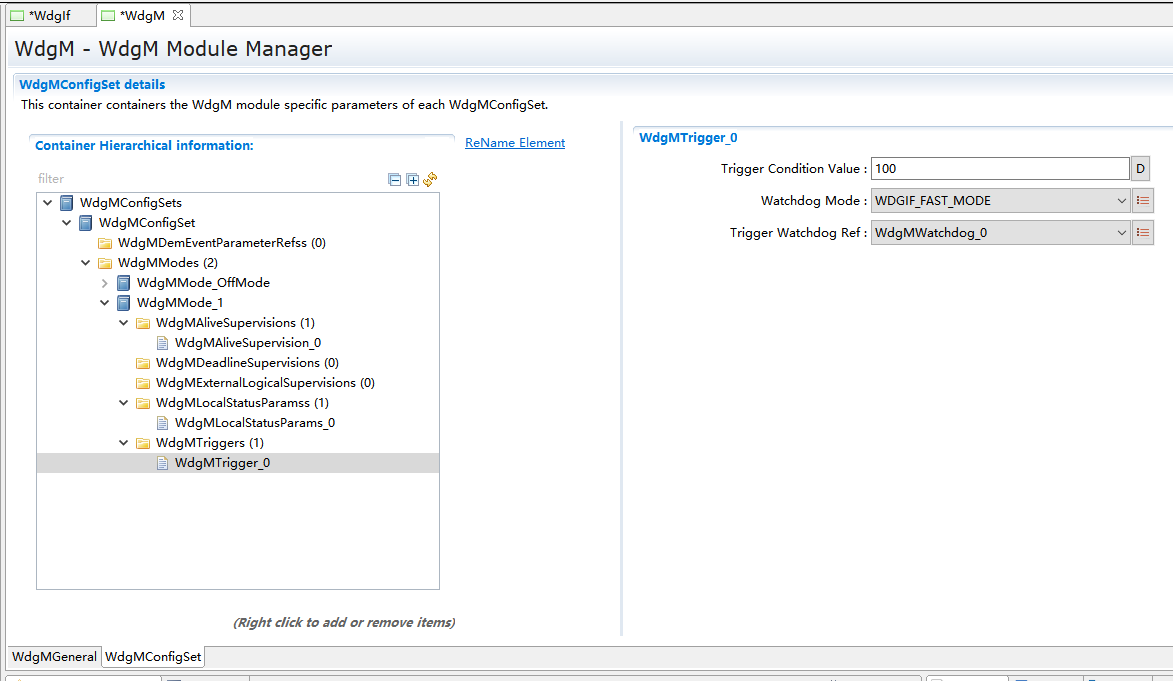 *WdgIf
*WdgM
WdgM - WdgM Module Manager
WdgMConfigSet details
This container containers the WdgM module specific parameters of each WdgMConfigSet.
Container Hierarchical information:
ReName Element
filter
WdgMConfigSets
WdgMConfigSet
WdgMDemEventParameterRefss (0)
WdgMModes (2)
WdgMMode_OffMode
WdgMMode_1
WdgMAliveSupervisions (1)
WdgMAliveSupervision_0
WdgMDeadlineSupervisions (0)
WdgMExternalLogicalSupervisions (0)
WdgMLocalStatusParamss (1)
WdgMLocalStatusParams_0
WdgMTriggers (1)
WdgMTrigger_0
(Right click to add or remove items)
WdgMTrigger_0
Trigger Condition Value : 100 D
Watchdog Mode : WDGIF_FAST_MODE
Trigger Watchdog Ref : WdgMWatchdog_0
WdgMGeneral WdgMConfigSet